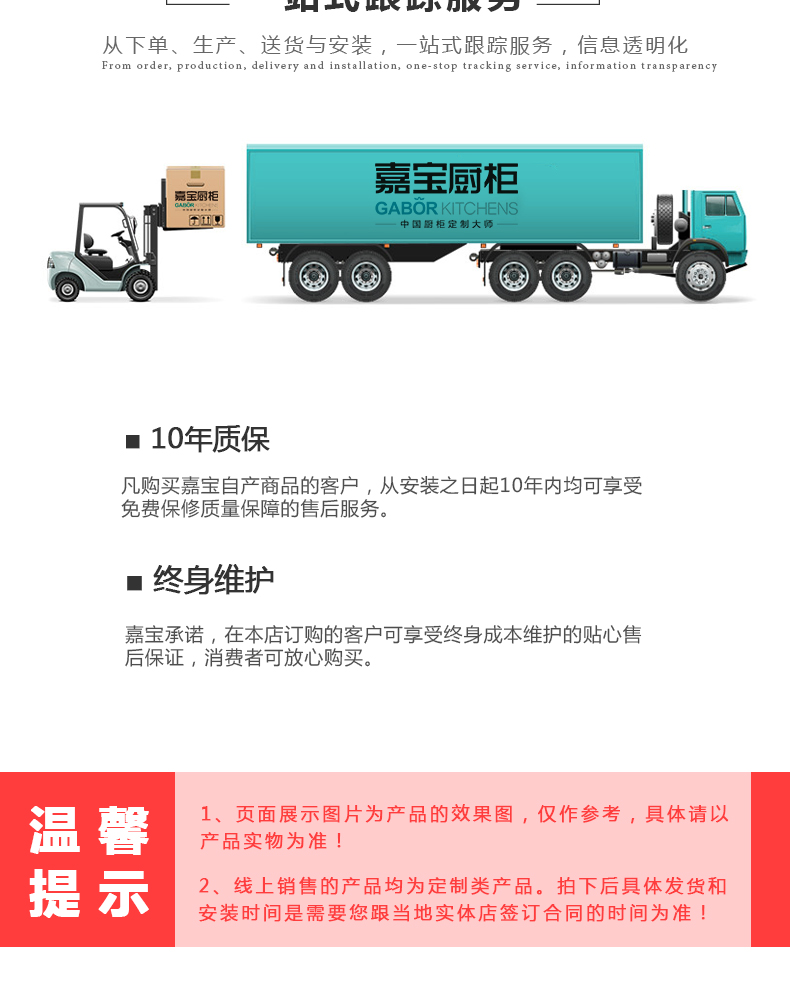 一站式跟踪服务
从下单、生产、送货与安装，一站式跟踪服务，信息透明化
From order, production, delivery and installation, one-stop tracking service, information transparency
嘉宝厨柜
GABOR KITCHENS
中国厨柜定制大师
嘉宝厨柜
GABOR KITCHENS
■ 10年质保
凡购买嘉宝自产商品的客户，从安装之日起10年内均可享受
免费保修质量保障的售后服务。
■ 终身维护
嘉宝承诺，在本店订购的客户可享受终身成本维护的贴心售
后保证，消费者可放心购买。
温馨
提示
1、页面展示图片为产品的效果图，仅作参考，具体请以
产品实物为准！
2、线上销售的产品均为定制类产品。拍下后具体发货和
安装时间是需要您跟当地实体店签订合同的时间为准！